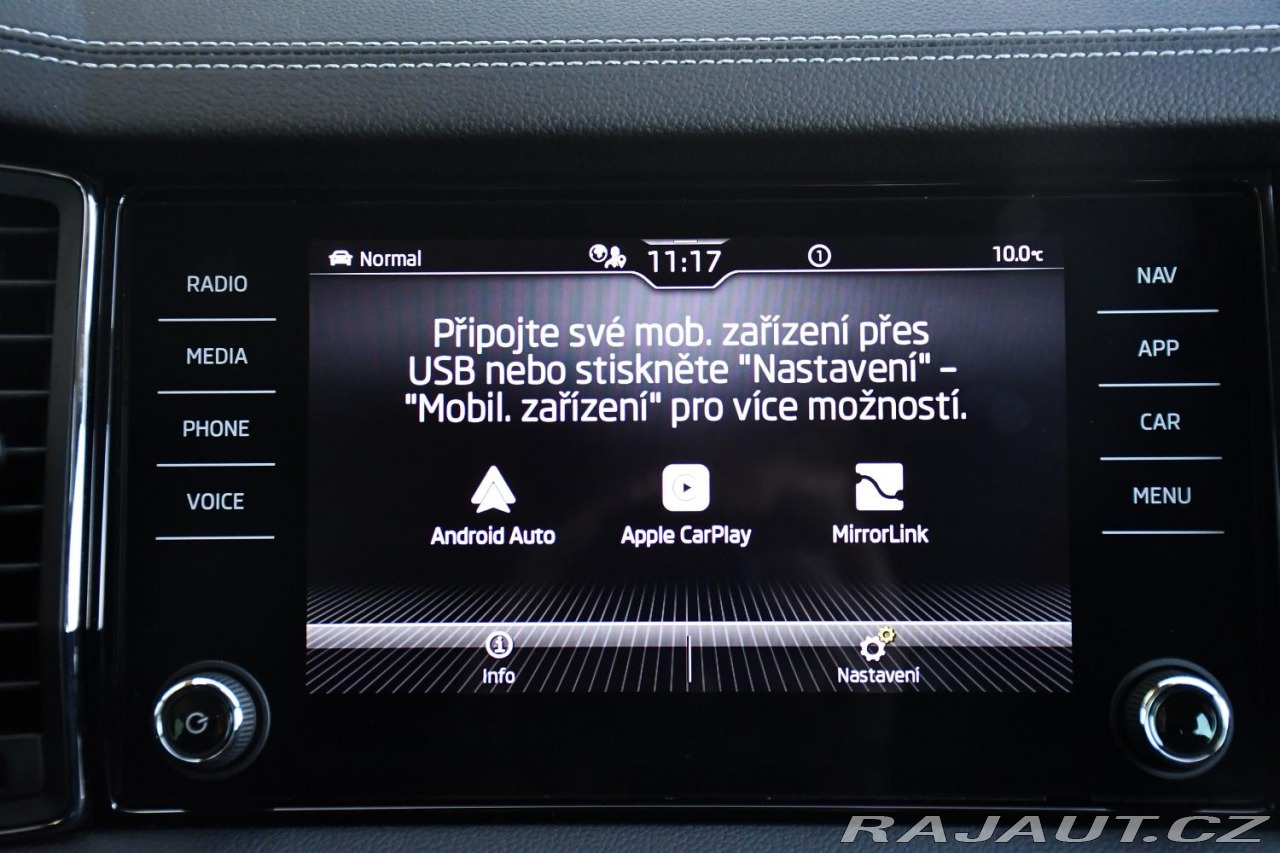 Normal
11:17
1
10.0°C
RADIO
MEDIA
PHONE
VOICE
Připojte své mob. zařízení přes
USB nebo stiskněte "Nastavení" –
"Mobil. zařízení" pro více možností.
Android Auto
Apple CarPlay
MirrorLink
Info
Nastavení
NAV
APP
CAR
MENU
RAJAUT.CZ